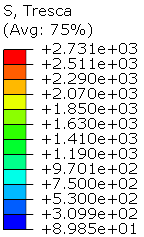 S, Tresca
(Avg: 75%)
+2.731e+03
+2.511e+03
+2.290e+03
+2.070e+03
+1.850e+03
+1.630e+03
+1.410e+03
+1.190e+03
+9.701e+02
+7.500e+02
+5.300e+02
+3.099e+02
+8.985e+01